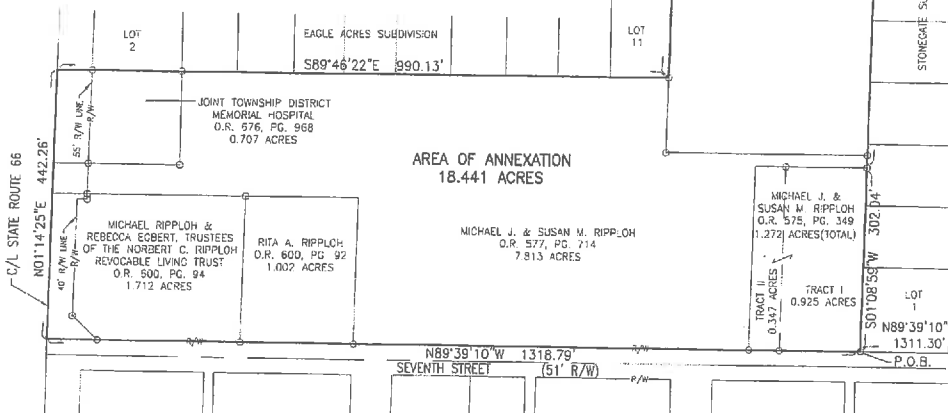 LOT
2
EAGLE ACRES SUBDIVISION
LOT
11
STONEGATE
S89°46'22"E 990.13'
55' R/W LINE
R/W
JOINT TOWNSHIP DISTRICT
MEMORIAL HOSPITAL
O.R. 676, PG. 968
0.707 ACRES
C/L STATE ROUTE 66
N01°14'25"E 442.26'
AREA OF ANNEXATION
18.441 ACRES
40' R/W LINE
R/W
MICHAEL RIPPLOH &
REBECCA EGBERT, TRUSTEES
OF THE NORBERT C. RIPPLOH
REVOCABLE LIVING TRUST
O.R. 600, PG. 94
1.712 ACRES
RITA A. RIPPLOH
O.R. 600, PG 92
1.002 ACRES
MICHAEL J. & SUSAN M. RIPPLOH
O.R. 577, PG. 714
7.813 ACRES
MICHAEL J. &
SUSAN M. RIPPLOH
O.R. 575, PG. 349
1.272 ACRES(TOTAL)
TRACT II
0.347 ACRES
TRACT I
0.925 ACRES
S01°08'59"W 302.04'
LOT
1
N89°39'10"
1311.30'
P.O.B.
R/W
N89°39'10"W 1318.79'
R/W
SEVENTH STREET (51' R/W)
R/W